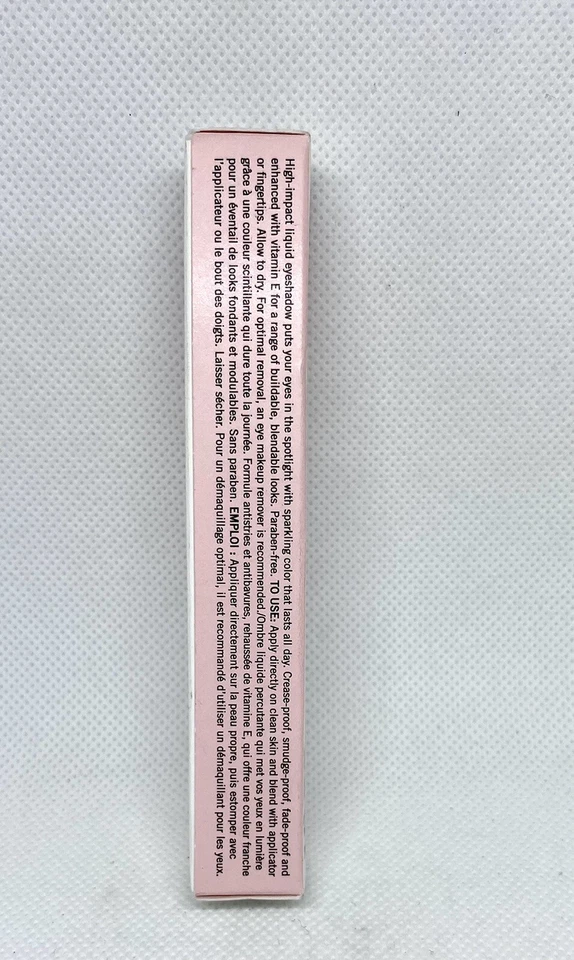 High-impact liquid eyeshadow puts your eyes in the spotlight with sparkling color that lasts all day. Crease-proof, smudge-proof, fade-proof and
enhanced with vitamin E for a range of buildable, blendable looks. Paraben-free. TO USE: Apply directly on clean skin and blend with applicator
or fingertips. Allow to dry. For optimal removal, an eye makeup remover is recommended./Ombre liquide percutante qui met vos yeux en lumière
grâce à une couleur scintillante qui dure toute la journée. Formule antistries et antibavures, rehaussée de vitamine E, qui offre une couleur franche
pour un éventail de looks fondants et modulables. Sans paraben. EMPLOI : Appliquer directement sur la peau propre, puis estomper avec
l'applicateur ou le bout des doigts. Laisser sécher. Pour un démaquillage optimal, il est recommandé d'utiliser un démaquillant pour les yeux.